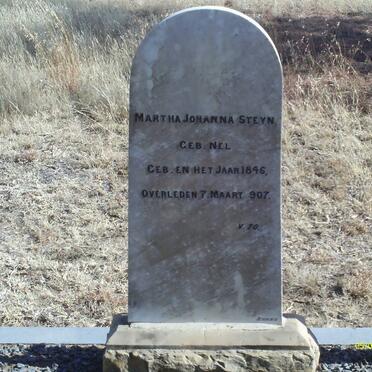 MARTHA JOHANNA STEYN
GEB. NEL
GEB. EN HET JAAR 1846,
OVERLEDEN 7. MAART 907.
V. 70.